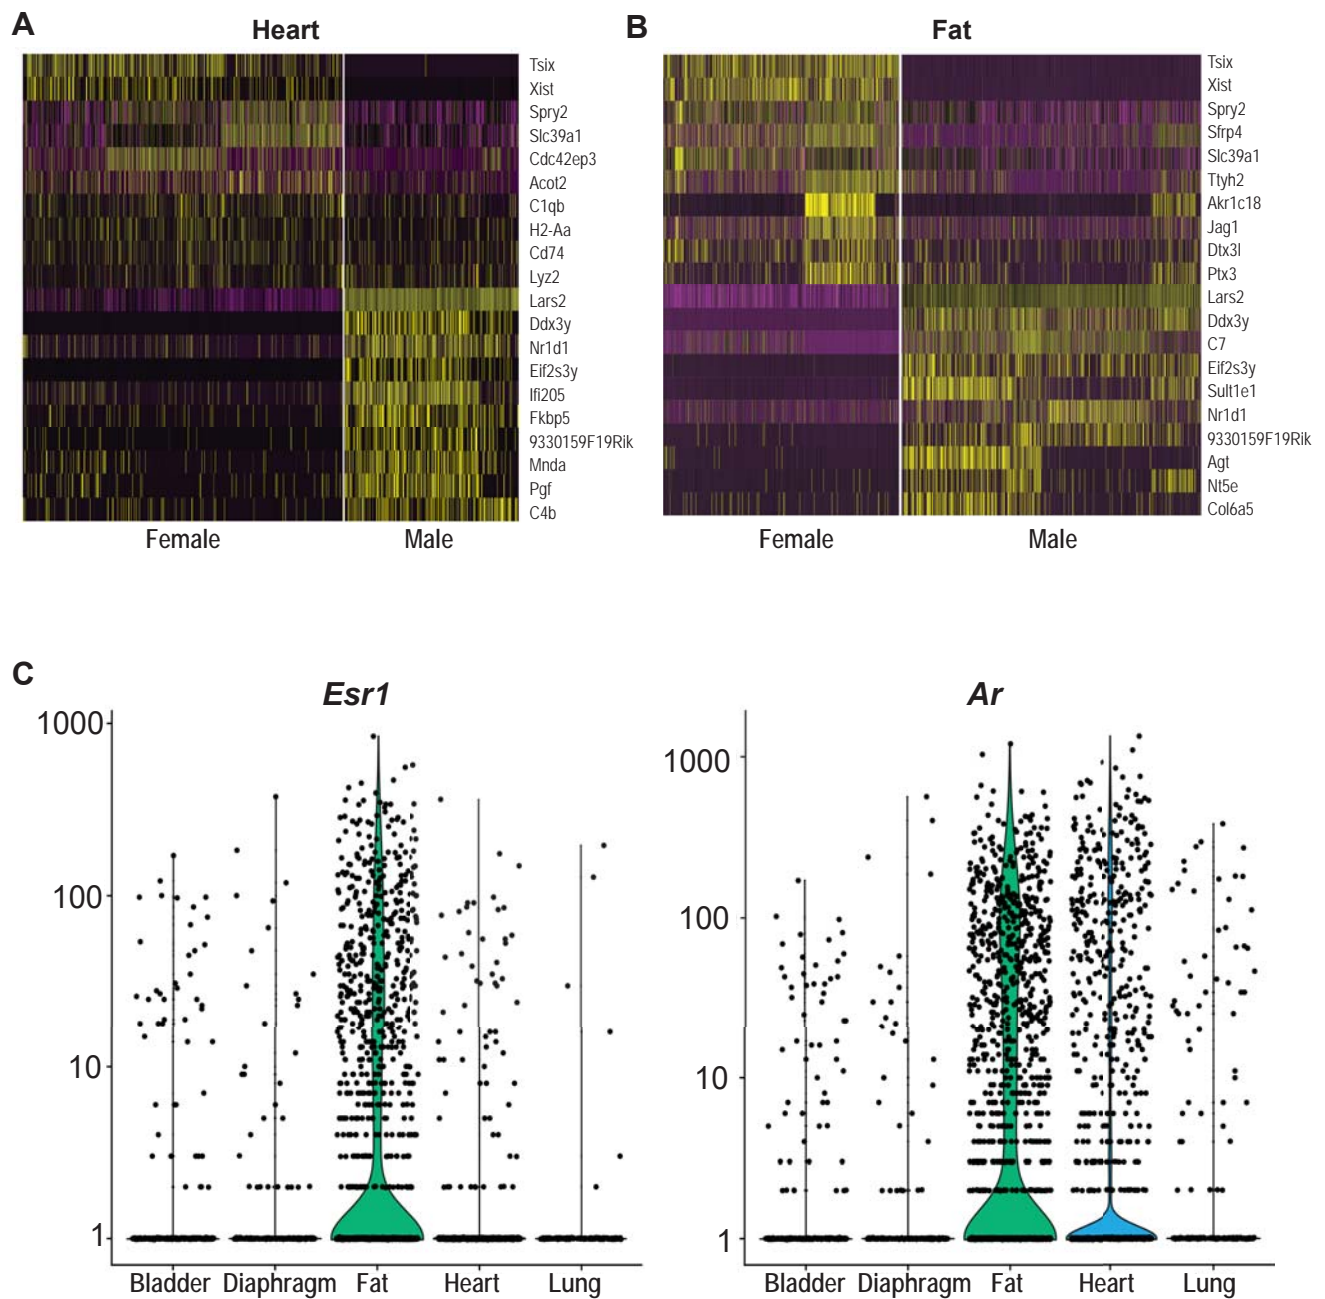 A
Heart
Tsix
Xist
Spry2
Slc39a1
Cdc42ep3
Acot2
C1qb
H2-Aa
Cd74
Lyz2
Lars2
Ddx3y
Nr1d1
Eif2s3y
Ifi205
Fkbp5
9330159F19Rik
Mnda
Pgf
C4b
Female Male
B
Fat
Tsix
Xist
Spry2
Sfrp4
Slc39a1
Ttyh2
Akr1c18
Jag1
Dtx3l
Ptx3
Lars2
Ddx3y
C7
Eif2s3y
Sult1e1
Nr1d1
9330159F19Rik
Agt
Nt5e
Col6a5
Female Male
C
Esr1
1000
100
10
1
Bladder Diaphragm Fat Heart Lung
Ar
1000
100
10
1
Bladder Diaphragm Fat Heart Lung